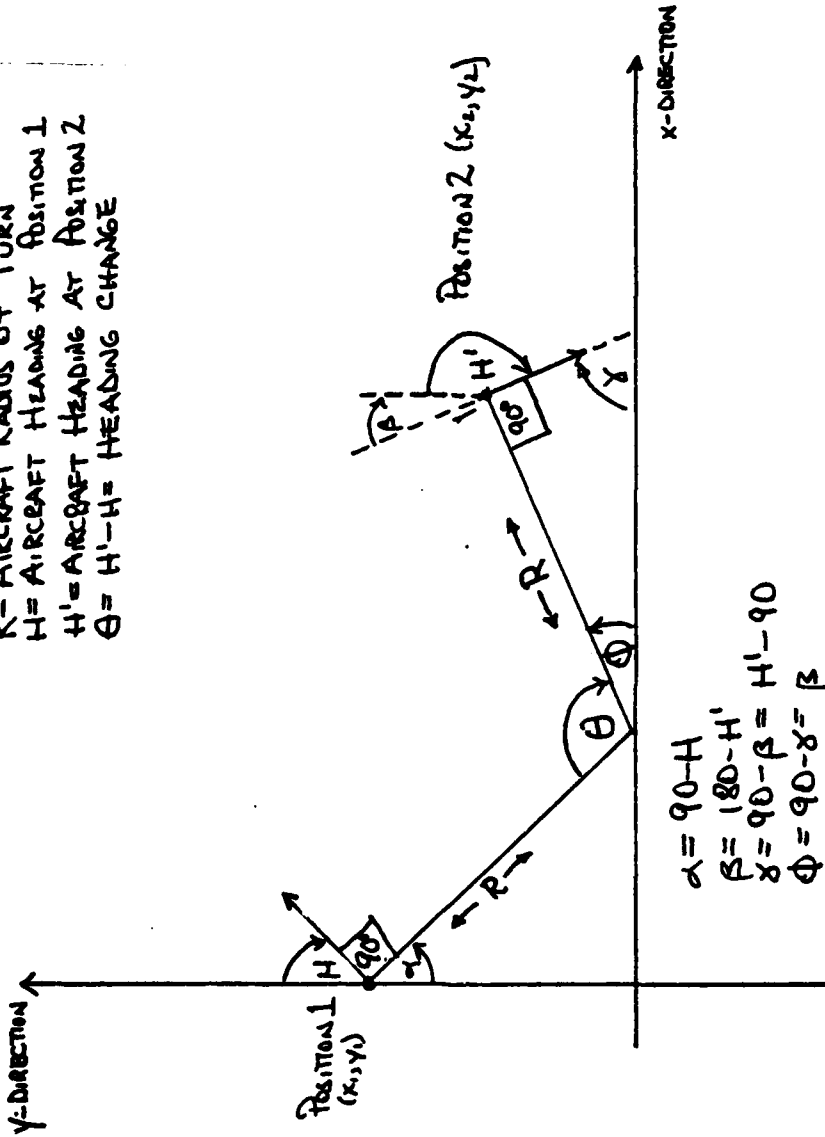 R= AIRCRAFT RADIUS OF TURN
H= AIRCRAFT HEADING AT POSITION 1
H'= AIRCRAFT HEADING AT POSITION 2
θ= H'-H= HEADING CHANGE
Y-DIRECTION
POSITION 1
(X1,Y1)
H
90°
α
R
θ
Φ
R
90°
H'
β
γ
POSITION 2 (X2,Y2)
X-DIRECTION
α= 90-H
β= 180-H'
γ= 90-β= H'-90
Φ= 90-γ= β